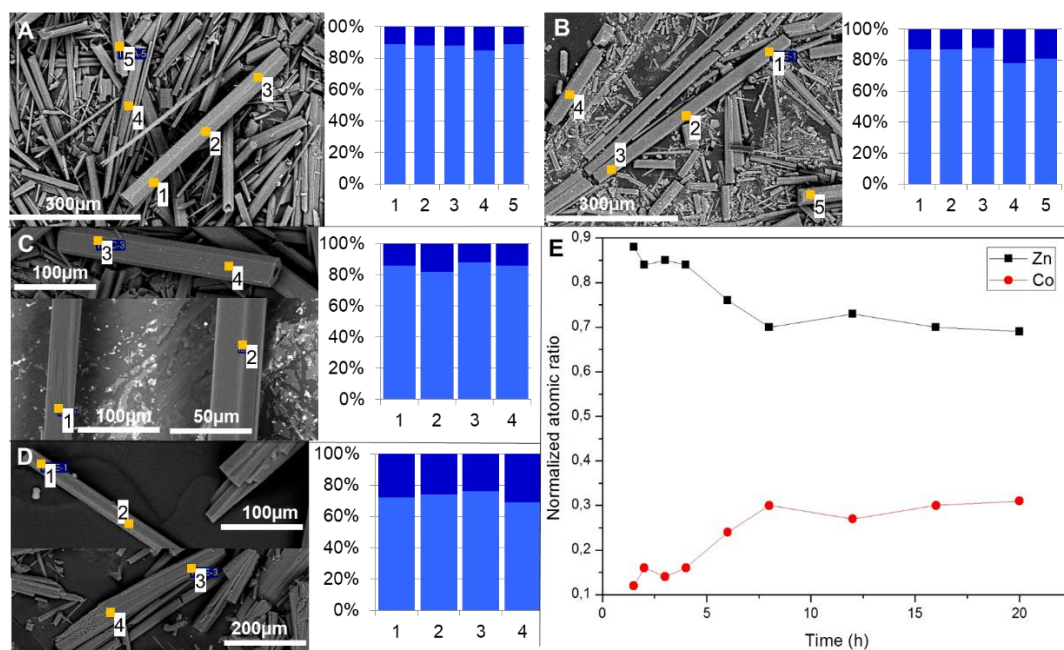 A
5
4
3
2
1
300µm
100%
80%
60%
40%
20%
0%
1 2 3 4 5
B
1
4
2
3
5
300µm
100%
80%
60%
40%
20%
0%
1 2 3 4 5
C
3
4
100µm
1
2
100µm
50µm
100%
80%
60%
40%
20%
0%
1 2 3 4
D
1
2
100µm
3
4
200µm
100%
80%
60%
40%
20%
0%
1 2 3 4
E
Zn
Co
Normalized atomic ratio
0,9
0,8
0,7
0,6
0,5
0,4
0,3
0,2
0,1
0 5 10 15 20
Time (h)